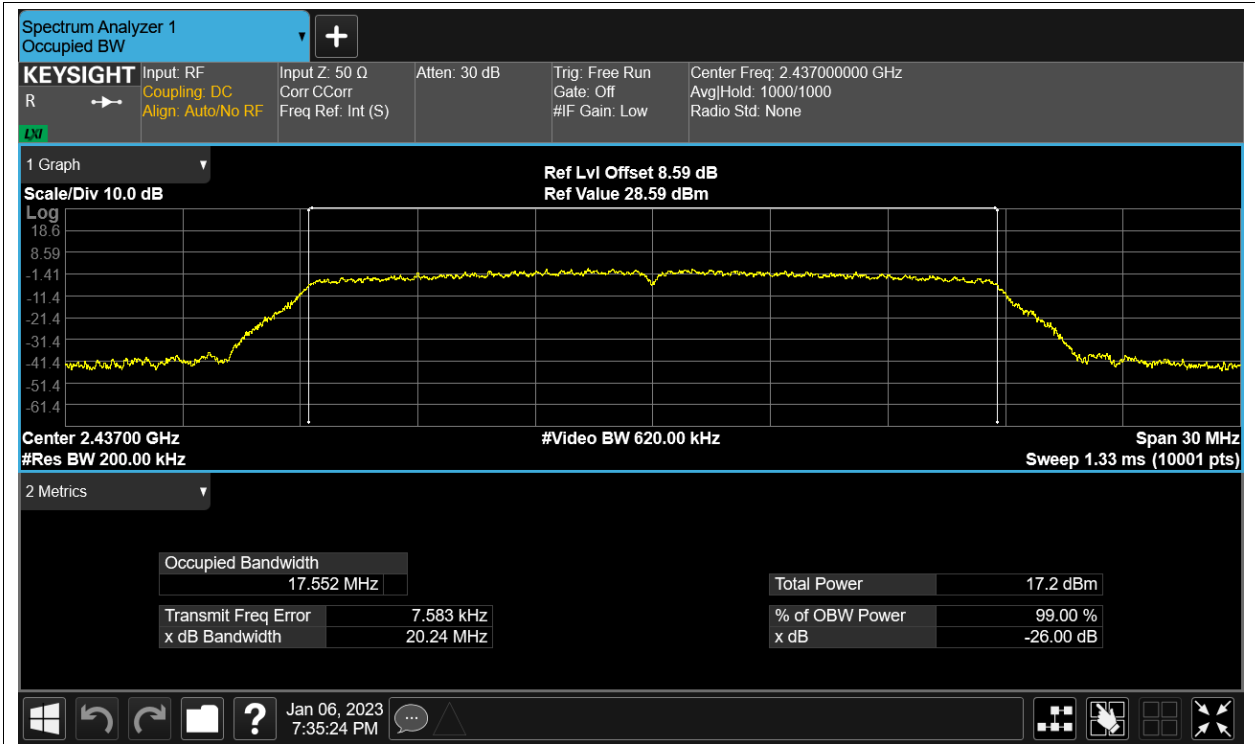 Spectrum Analyzer 1
Occupied BW
KEYSIGHT
R
LXI
Input: RF
Coupling: DC
Align: Auto/No RF
Input Z: 50 Ω
Corr CCorr
Freq Ref: Int (S)
Atten: 30 dB
Trig: Free Run
Gate: Off
#IF Gain: Low
Center Freq: 2.437000000 GHz
Avg|Hold: 1000/1000
Radio Std: None
1 Graph
Scale/Div 10.0 dB
Ref Lvl Offset 8.59 dB
Ref Value 28.59 dBm
Log
18.6
8.59
-1.41
-11.4
-21.4
-31.4
-41.4
-51.4
-61.4
Center 2.43700 GHz
#Res BW 200.00 kHz
#Video BW 620.00 kHz
Span 30 MHz
Sweep 1.33 ms (10001 pts)
2 Metrics
Occupied Bandwidth
17.552 MHz
Transmit Freq Error 7.583 kHz
x dB Bandwidth 20.24 MHz
Total Power 17.2 dBm
% of OBW Power 99.00 %
x dB -26.00 dB
?
Jan 06, 2023
7:35:24 PM